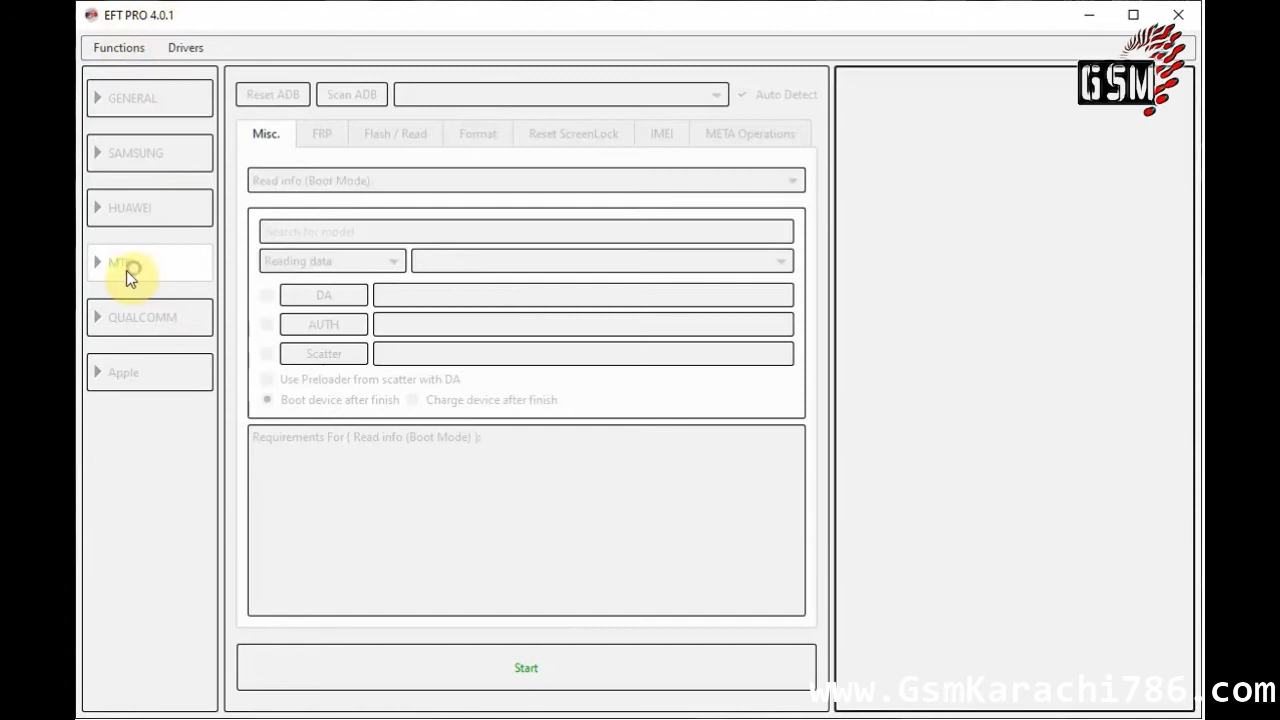 EFT PRO 4.0.1
Functions Drivers
GSM
GENERAL
SAMSUNG
HUAWEI
QUALCOMM
Apple
Reset ADB Scan ADB Auto Detect
Misc. FRP Flash / Read Format Reset ScreenLock IMEI META Operations
Read info (Boot Mode)
Search for model
Reading data
DA
AUTH
Scatter
Use Preloader from scatter with DA
Boot device after finish Charge device after finish
Requirements For [ Read info (Boot Mode) ]:
Start
www.GsmKarachi786.com